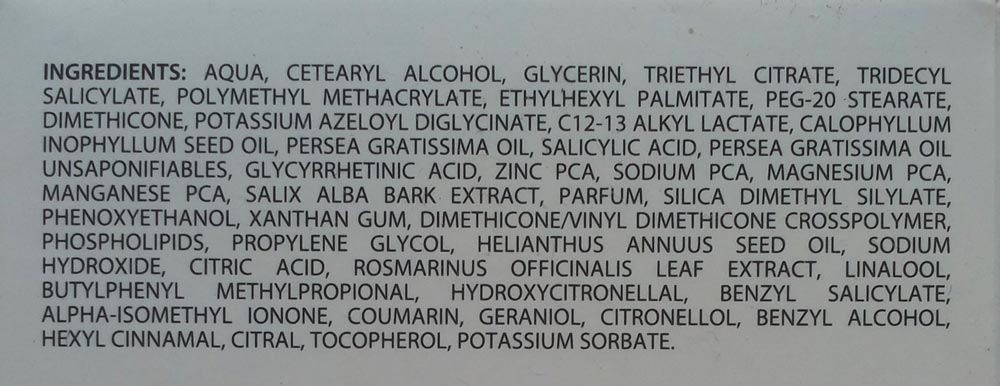 INGREDIENTS: AQUA, CETEARYL ALCOHOL, GLYCERIN, TRIETHYL CITRATE, TRIDECYL
SALICYLATE, POLYMETHYL METHACRYLATE, ETHYLHEXYL PALMITATE, PEG-20 STEARATE,
DIMETHICONE, POTASSIUM AZELOYL DIGLYCINATE, C12-13 ALKYL LACTATE, CALOPHYLLUM
INOPHYLLUM SEED OIL, PERSEA GRATISSIMA OIL, SALICYLIC ACID, PERSEA GRATISSIMA OIL
UNSAPONIFIABLES, GLYCYRRHETINIC ACID, ZINC PCA, SODIUM PCA, MAGNESIUM PCA,
MANGANESE PCA, SALIX ALBA BARK EXTRACT, PARFUM, SILICA DIMETHYL SILYLATE,
PHENOXYETHANOL, XANTHAN GUM, DIMETHICONE/VINYL DIMETHICONE CROSSPOLYMER,
PHOSPHOLIPIDS, PROPYLENE GLYCOL, HELIANTHUS ANNUUS SEED OIL, SODIUM
HYDROXIDE, CITRIC ACID, ROSMARINUS OFFICINALIS LEAF EXTRACT, LINALOOL,
BUTYLPHENYL METHYLPROPIONAL, HYDROXYCITRONELLAL, BENZYL SALICYLATE,
ALPHA-ISOMETHYL IONONE, COUMARIN, GERANIOL, CITRONELLOL, BENZYL ALCOHOL,
HEXYL CINNAMAL, CITRAL, TOCOPHEROL, POTASSIUM SORBATE.